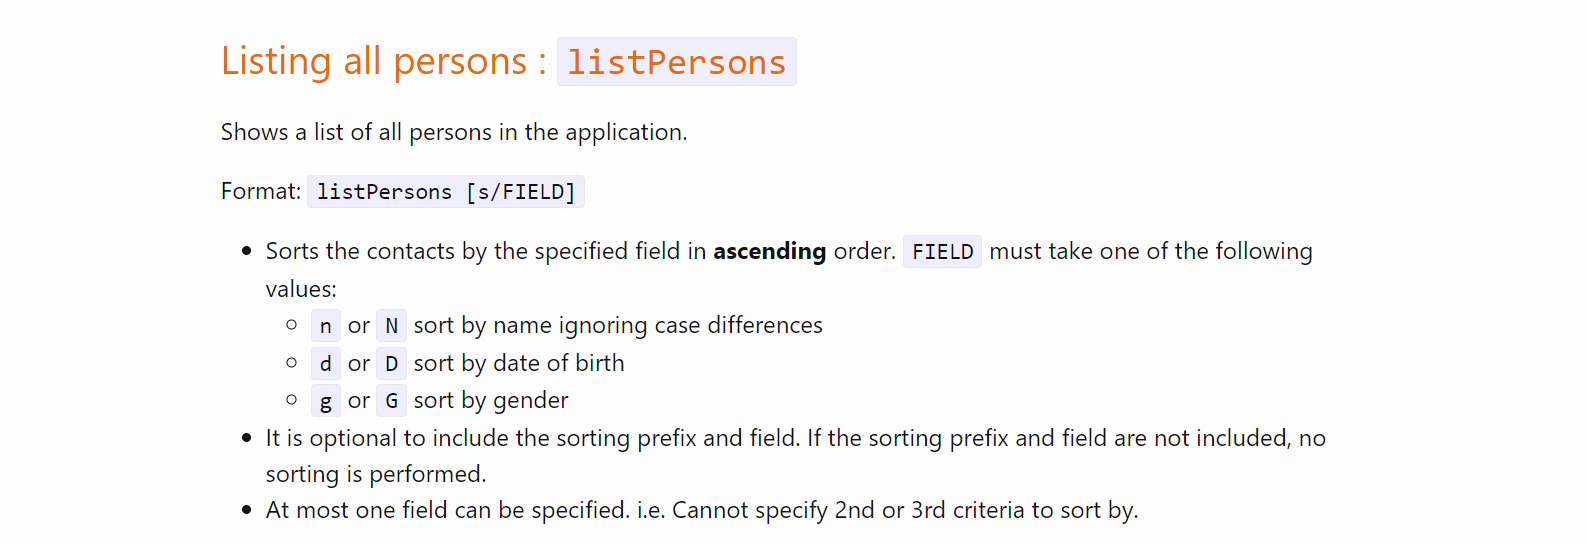 Listing all persons : listPersons
Shows a list of all persons in the application.
Format: listPersons [s/FIELD]
Sorts the contacts by the specified field in ascending order. FIELD must take one of the following
values:
n or N sort by name ignoring case differences
d or D sort by date of birth
g or G sort by gender
It is optional to include the sorting prefix and field. If the sorting prefix and field are not included, no
sorting is performed.
At most one field can be specified. i.e. Cannot specify 2nd or 3rd criteria to sort by.